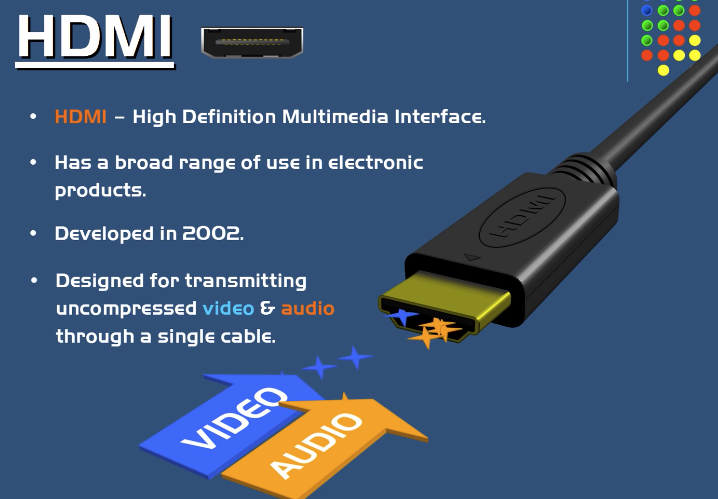 HDMI
• HDMI – High Definition Multimedia Interface.
• Has a broad range of use in electronic
products.
• Developed in 2002.
• Designed for transmitting
uncompressed video & audio
through a single cable.
HDMI
VIDEO
AUDIO